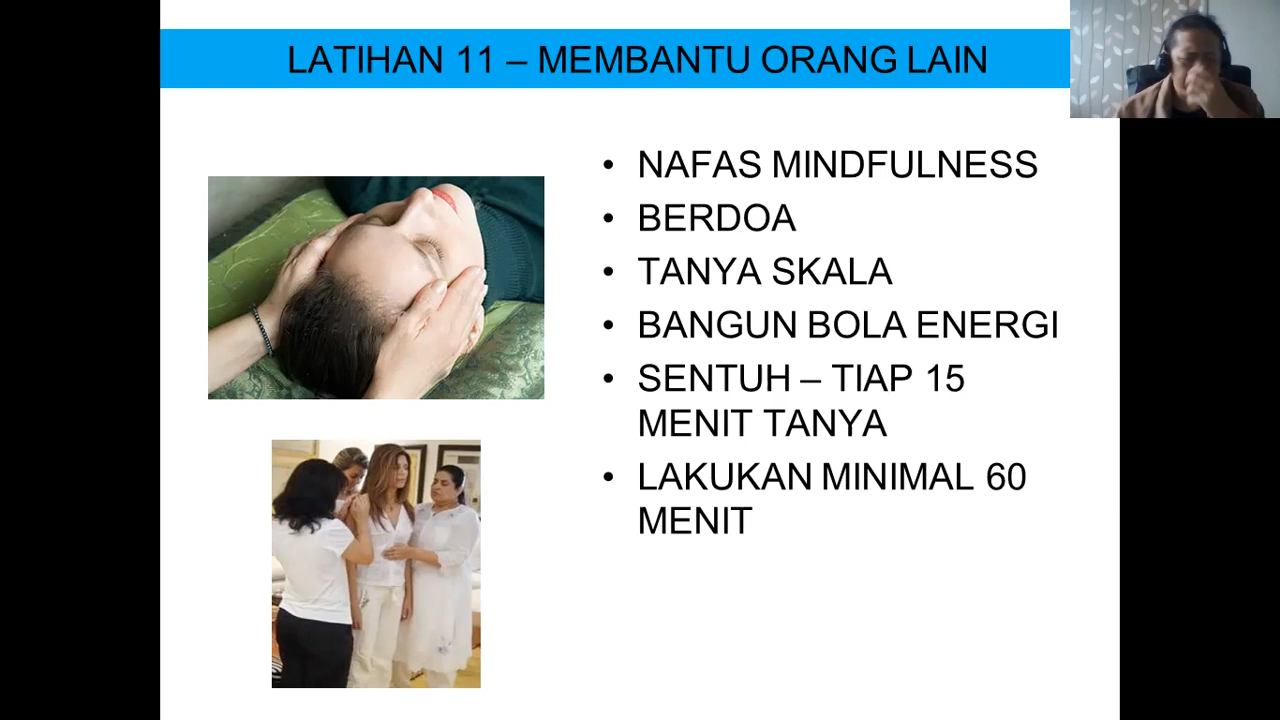 LATIHAN 11 – MEMBANTU ORANG LAIN
• NAFAS MINDFULNESS
• BERDOA
• TANYA SKALA
• BANGUN BOLA ENERGI
• SENTUH – TIAP 15
MENIT TANYA
• LAKUKAN MINIMAL 60
MENIT